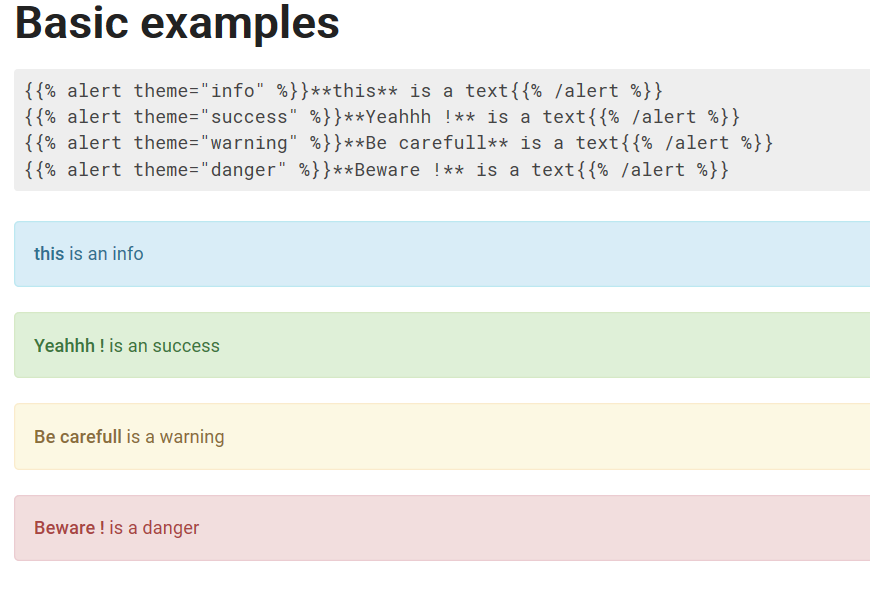 Basic examples
{{% alert theme="info" %}}**this** is a text{{% /alert %}}
{{% alert theme="success" %}}**Yeahhh !** is a text{{% /alert %}}
{{% alert theme="warning" %}}**Be carefull** is a text{{% /alert %}}
{{% alert theme="danger" %}}**Beware !** is a text{{% /alert %}}
this is an info
Yeahhh ! is an success
Be carefull is a warning
Beware ! is a danger